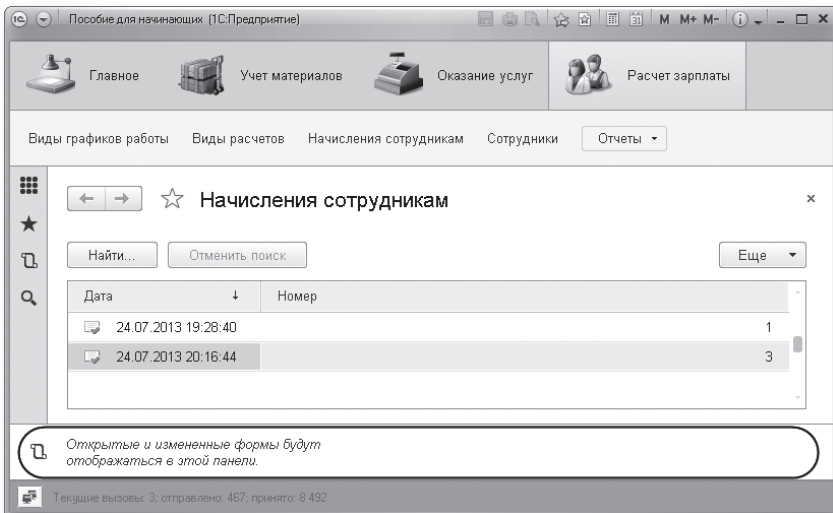 Пособие для начинающих (1С:Предприятие)
M M+ M-
Главное Учет материалов Оказание услуг Расчет зарплаты
Виды графиков работы Виды расчетов Начисления сотрудникам Сотрудники Отчеты
Начисления сотрудникам
Найти... Отменить поиск Еще
Дата Номер
24.07.2013 19:28:40 1
24.07.2013 20:16:44 3
Открытые и измененные формы будут
отображаться в этой панели.
Текущие вызовы: 3; отправлено: 467; принято: 8 492